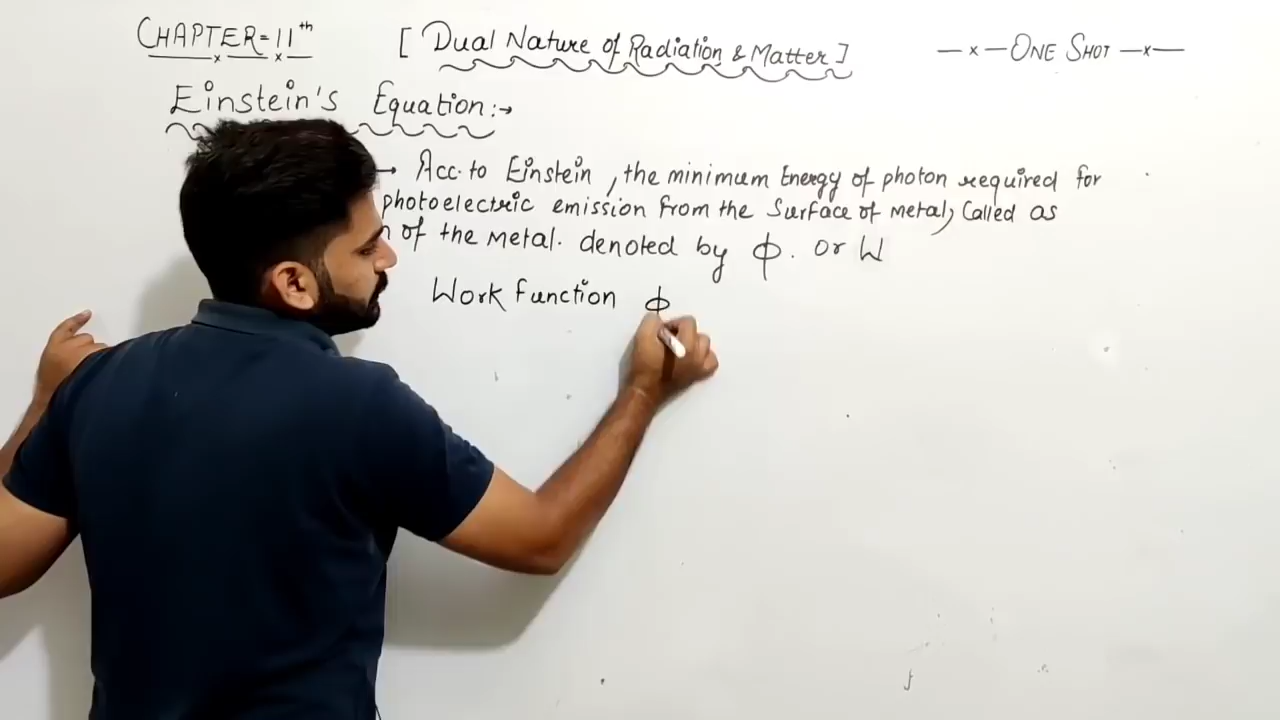 CHAPTER-11th [ Dual Nature of Radiation & Matter ] —x— ONE SHOT —x—
Einstein's Equation:→
→ Acc. to Einstein, the minimum Energy of photon required for
photoelectric emission from the Surface of metal, Called as
of the metal. denoted by ϕ. or W
Work function ϕ